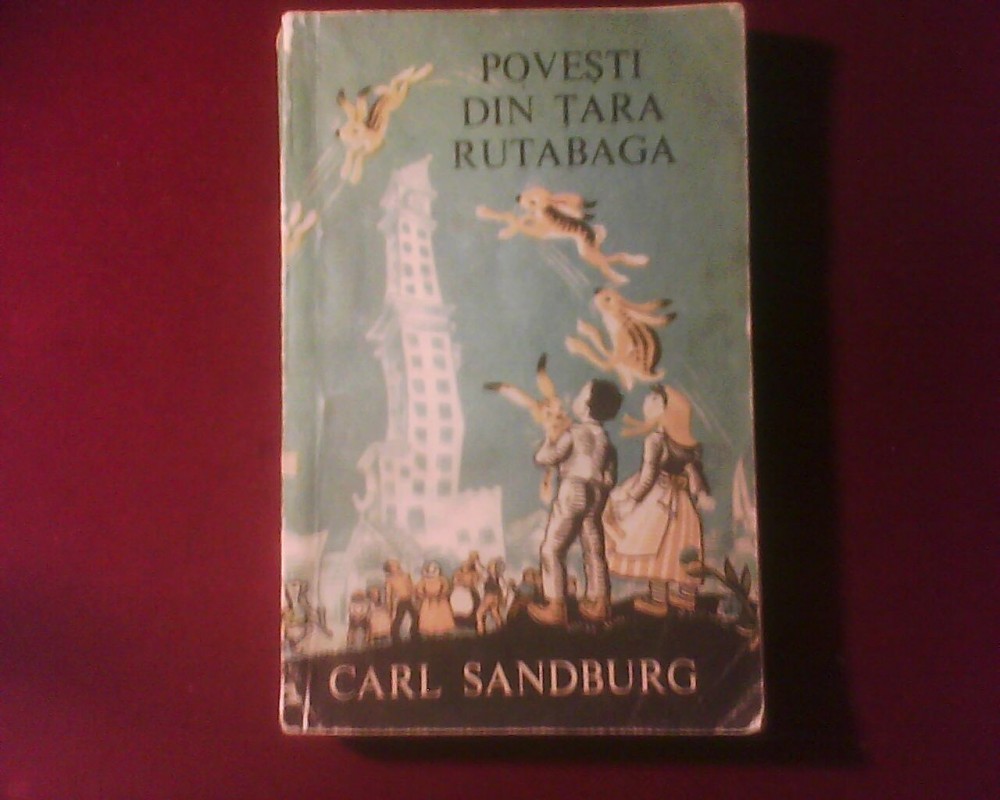 POVEȘTI
DIN ȚARA
RUTABAGA
CARL SANDBURG